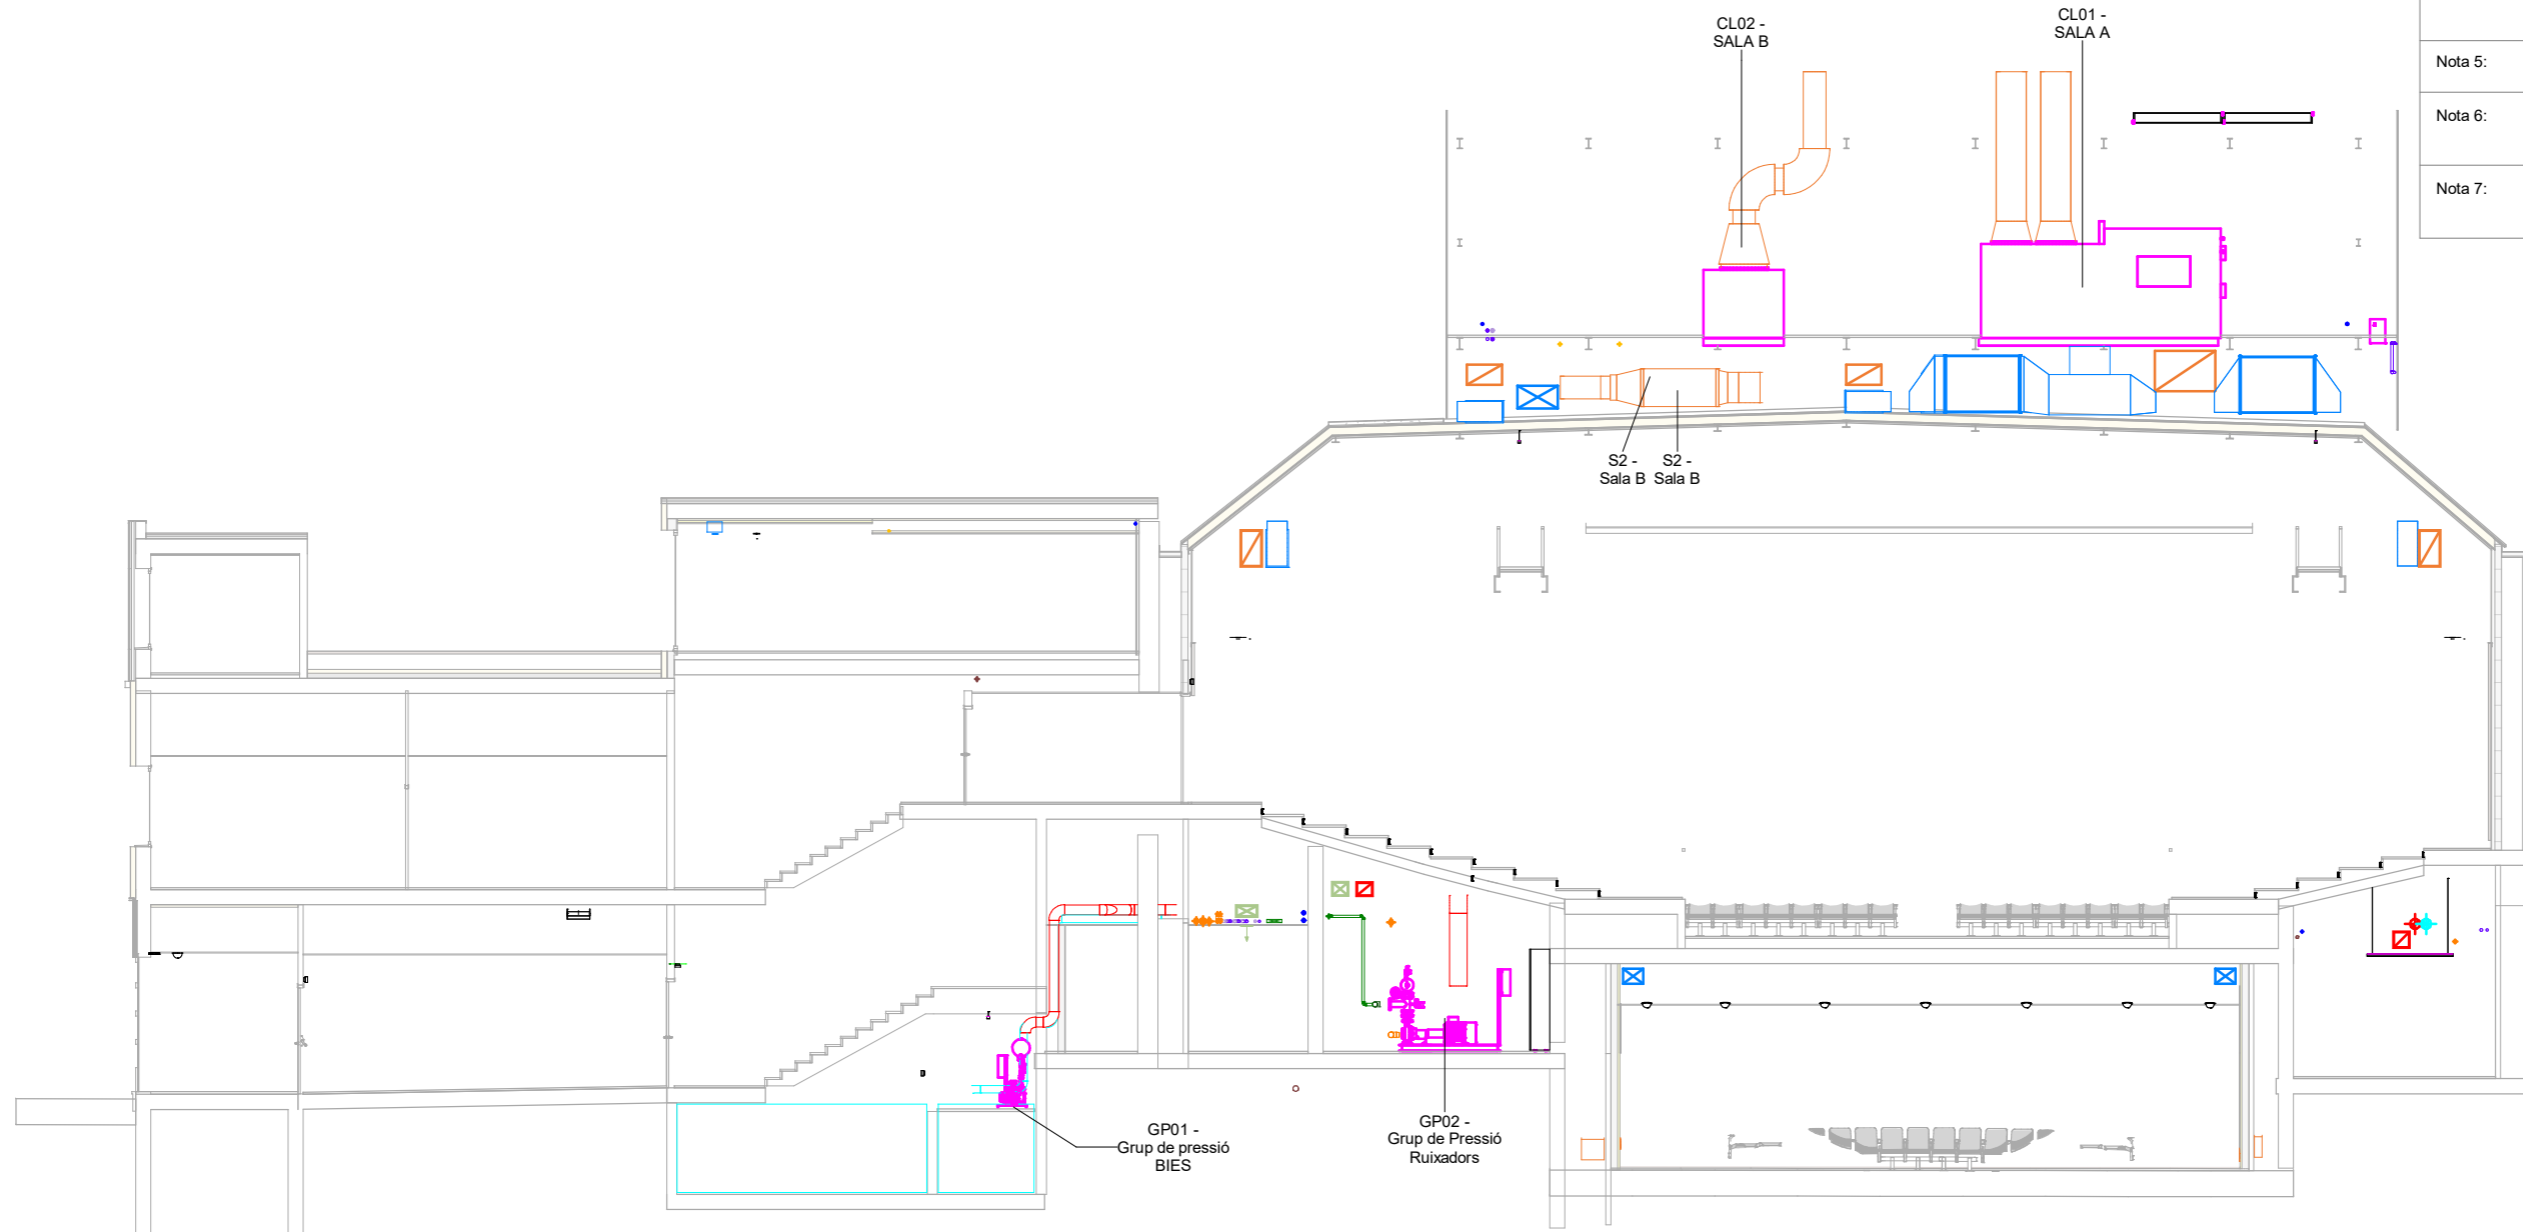 CL02 -
SALA B
CL01 -
SALA A
Nota 5:
Nota 6:
Nota 7:
S2 -
Sala B
S2 -
Sala B
GP01 -
Grup de pressió
BIES
GP02 -
Grup de Pressió
Ruixadors